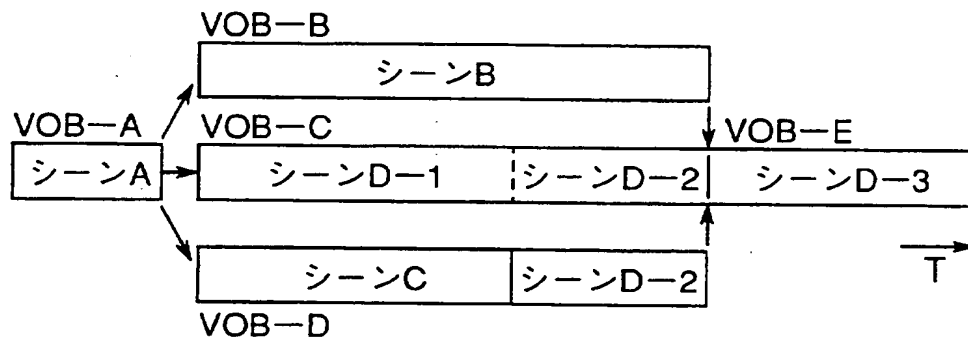 VOB—B
シーンB
VOB—A
シーンA
VOB—C
シーンD—1
シーンD—2
VOB—E
シーンD—3
シーンC
シーンD—2
VOB—D
T